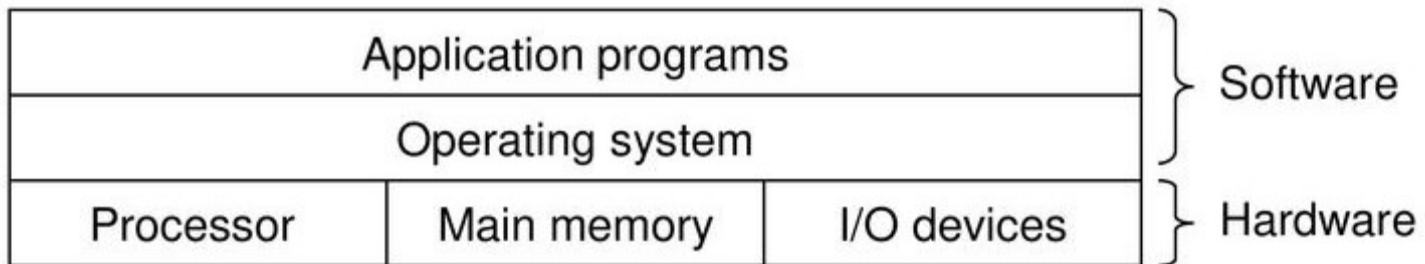 Application programs
Software
Operating system
Processor Main memory I/O devices Hardware